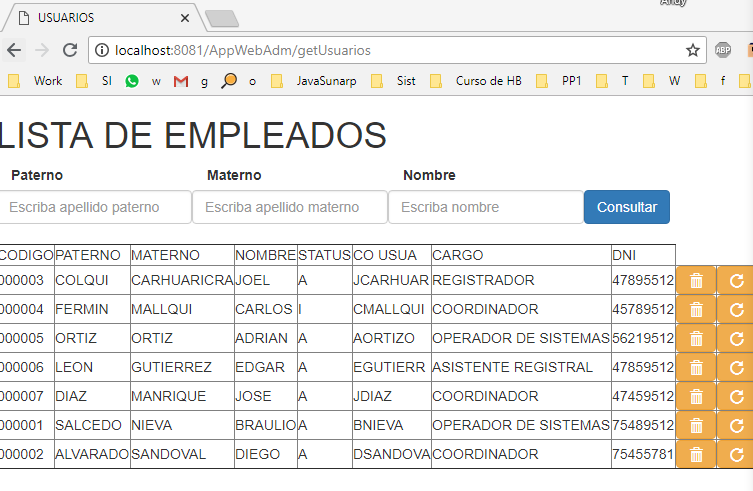 Andy
USUARIOS
localhost:8081/AppWebAdm/getUsuarios
ABP
Work SI w g o JavaSunarp Sist Curso de HB PP1 T W f
LISTA DE EMPLEADOS
Paterno Materno Nombre
Escriba apellido paterno Escriba apellido materno Escriba nombre Consultar
CODIGO PATERNO MATERNO NOMBRE STATUS CO USUA CARGO DNI
000003 COLQUI CARHUARICRA JOEL A JCARHUAR REGISTRADOR 47895512
000004 FERMIN MALLQUI CARLOS I CMALLQUI COORDINADOR 45789512
000005 ORTIZ ORTIZ ADRIAN A AORTIZO OPERADOR DE SISTEMAS 56219512
000006 LEON GUTIERREZ EDGAR A EGUTIERR ASISTENTE REGISTRAL 47859512
000007 DIAZ MANRIQUE JOSE A JDIAZ COORDINADOR 47459512
000001 SALCEDO NIEVA BRAULIO A BNIEVA OPERADOR DE SISTEMAS 75489512
000002 ALVARADO SANDOVAL DIEGO A DSANDOVA COORDINADOR 75455781